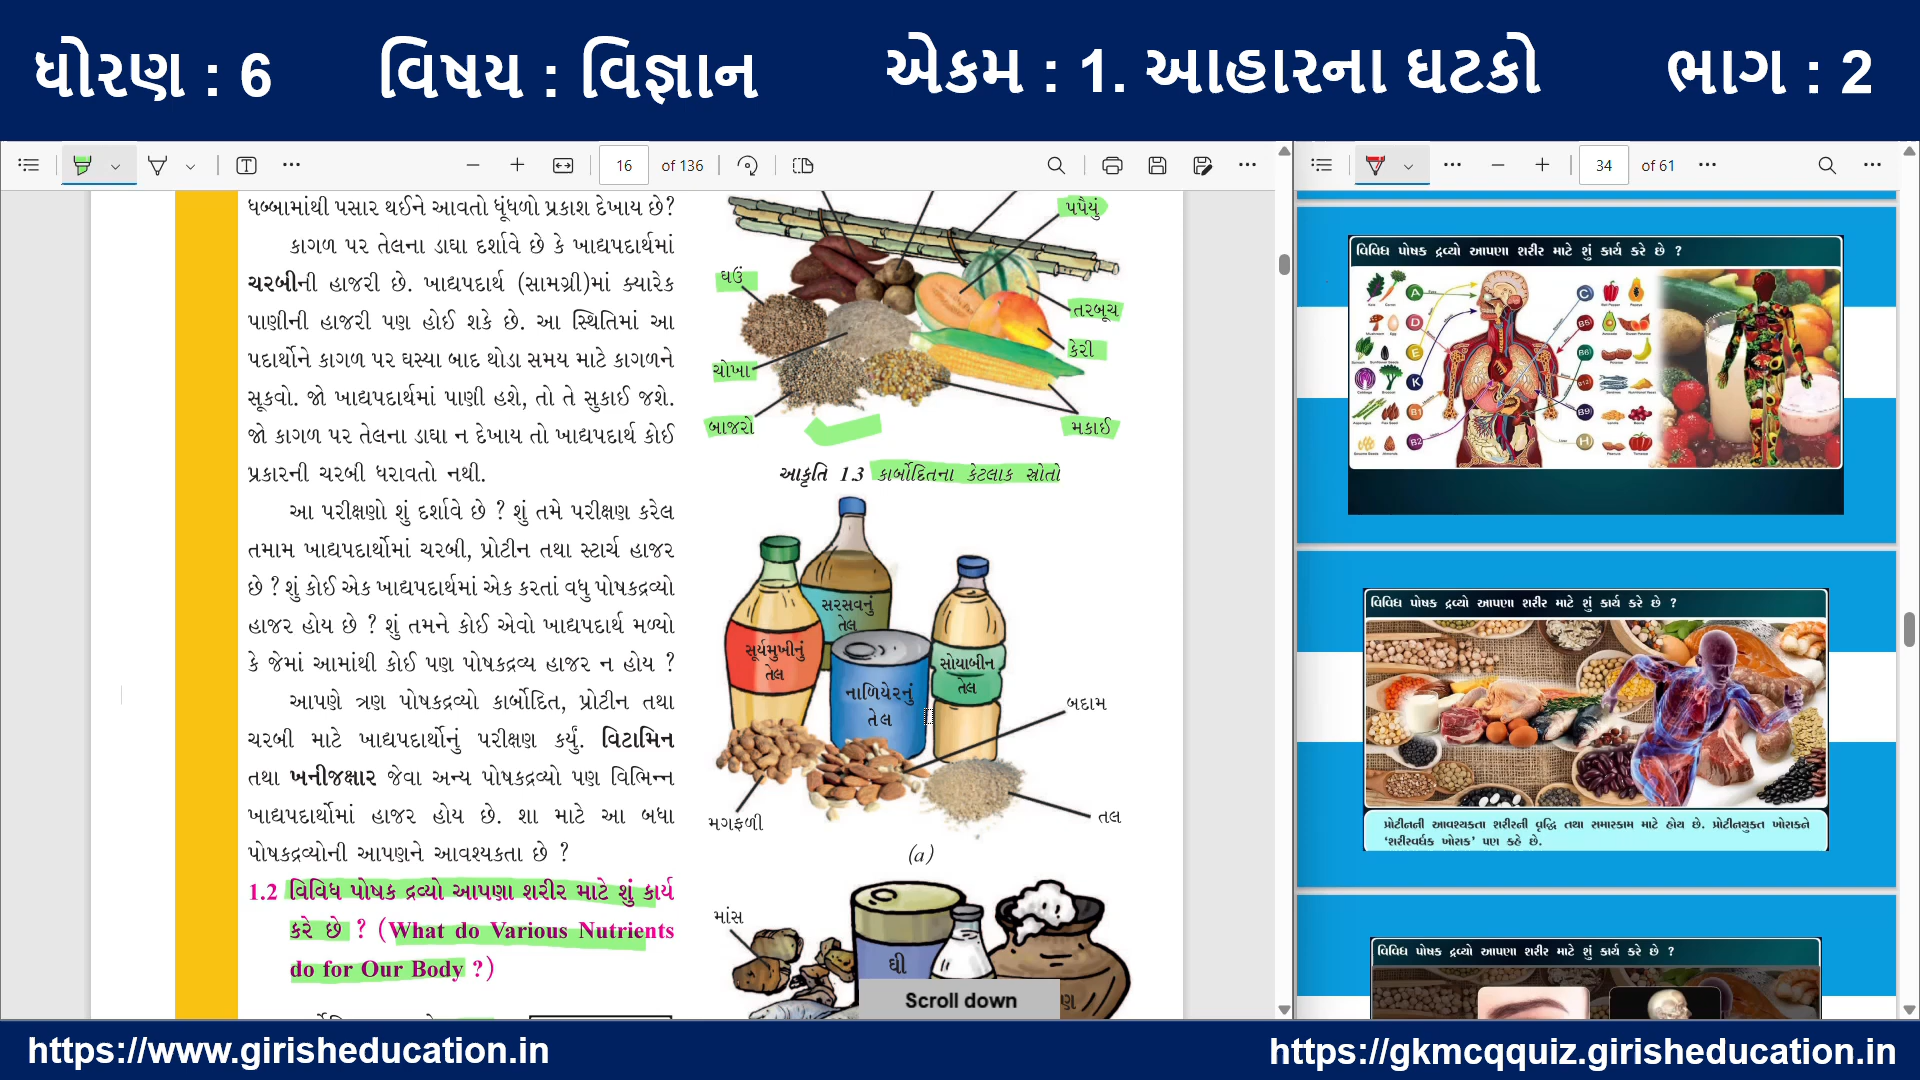 ધોરણ : 6 વિષય : વિજ્ઞાન એકમ : 1. આહારના ઘટકો ભાગ : 2
16 of 136
34 of 61
ધબ્બામાંથી પસાર થઈને આવતો ધૂંધળો પ્રકાશ દેખાય છે?
કાગળ પર તેલના ડાઘા દર્શાવે છે કે ખાદ્યપદાર્થમાં
ચરબીની હાજરી છે. ખાદ્યપદાર્થ (સામગ્રી)માં ક્યારેક
પાણીની હાજરી પણ હોઈ શકે છે. આ સ્થિતિમાં આ
પદાર્થોને કાગળ પર ઘસ્યા બાદ થોડા સમય માટે કાગળને
સૂકવો. જો ખાદ્યપદાર્થમાં પાણી હશે, તો તે સુકાઈ જશે.
જો કાગળ પર તેલના ડાઘા ન દેખાય તો ખાદ્યપદાર્થ કોઈ
પ્રકારની ચરબી ધરાવતો નથી.
આ પરીક્ષણો શું દર્શાવે છે ? શું તમે પરીક્ષણ કરેલ
તમામ ખાદ્યપદાર્થોમાં ચરબી, પ્રોટીન તથા સ્ટાર્ચ હાજર
છે ? શું કોઈ એક ખાદ્યપદાર્થમાં એક કરતાં વધુ પોષકદ્રવ્યો
હાજર હોય છે ? શું તમને કોઈ એવો ખાદ્યપદાર્થ મળ્યો
કે જેમાં આમાંથી કોઈ પણ પોષકદ્રવ્ય હાજર ન હોય ?
આપણે ત્રણ પોષકદ્રવ્યો કાર્બોદિત, પ્રોટીન તથા
ચરબી માટે ખાદ્યપદાર્થોનું પરીક્ષણ કર્યું. વિટામિન
તથા ખનીજક્ષાર જેવા અન્ય પોષકદ્રવ્યો પણ વિભિન્ન
ખાદ્યપદાર્થોમાં હાજર હોય છે. શા માટે આ બધા
પોષકદ્રવ્યોની આપણને આવશ્યકતા છે ?
1.2 વિવિધ પોષક દ્રવ્યો આપણા શરીર માટે શું કાર્ય
કરે છે ? (What do Various Nutrients
do for Our Body ?)
પપૈયું
ઘઉં
તરબૂચ
કેરી
ચોખા
બાજરો
મકાઈ
આકૃતિ 1.3 કાર્બોદિતના કેટલાક સ્રોતો
સરસવનું
તેલ
સૂર્યમુખીનું
તેલ
સોયાબીન
તેલ
નાળિયેરનું
તેલ
બદામ
તલ
મગફળી
(a)
માંસ
ઘી
Scroll down
વિવિધ પોષક દ્રવ્યો આપણા શરીર માટે શું કાર્ય કરે છે ?
A
D
E
K
B1
B2
C
B5
B6
B12
B9
H
વિવિધ પોષક દ્રવ્યો આપણા શરીર માટે શું કાર્ય કરે છે ?
પ્રોટીનની આવશ્યકતા શરીરની વૃદ્ધિ તથા સમારકામ માટે હોય છે. પ્રોટીનયુક્ત ખોરાકને
‘શરીરવર્ધક ખોરાક’ પણ કહે છે.
વિવિધ પોષક દ્રવ્યો આપણા શરીર માટે શું કાર્ય કરે છે ?
https://www.girisheducation.in
https://gkmcqquiz.girisheducation.in